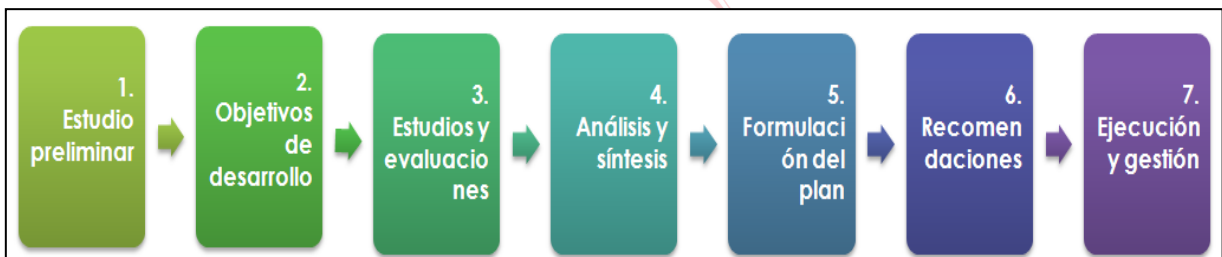 1.
Estudio
preliminar
2.
Objetivos
de
desarrollo
3.
Estudios y
evaluacio
nes
4.
Análisis y
síntesis
5.
Formulaci
ón del
plan
6.
Recomen
daciones
7.
Ejecución
y gestión